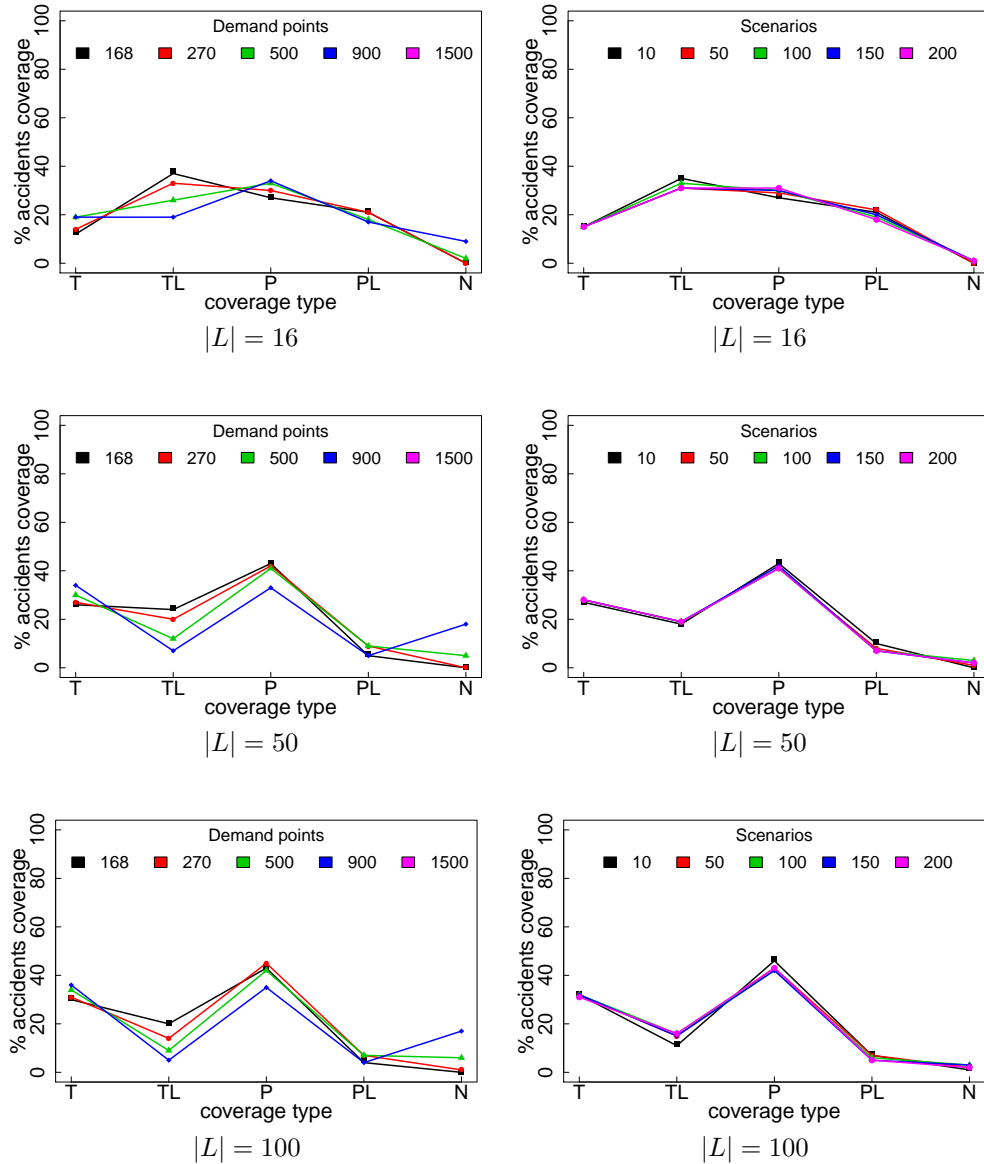 Demand points
168 270 500 900 1500
% accidents coverage
0 20 40 60 80 100
T TL P PL N
coverage type
|L| = 16
Scenarios
10 50 100 150 200
% accidents coverage
0 20 40 60 80 100
T TL P PL N
coverage type
|L| = 16
Demand points
168 270 500 900 1500
% accidents coverage
0 20 40 60 80 100
T TL P PL N
coverage type
|L| = 50
Scenarios
10 50 100 150 200
% accidents coverage
0 20 40 60 80 100
T TL P PL N
coverage type
|L| = 50
Demand points
168 270 500 900 1500
% accidents coverage
0 20 40 60 80 100
T TL P PL N
coverage type
|L| = 100
Scenarios
10 50 100 150 200
% accidents coverage
0 20 40 60 80 100
T TL P PL N
coverage type
|L| = 100